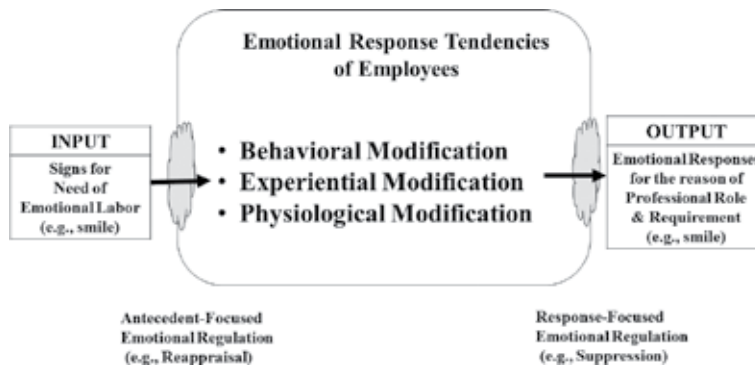 Emotional Response Tendencies
of Employees
INPUT
Signs for
Need of
Emotional Labor
(e.g., smile)
• Behavioral Modification
• Experiential Modification
• Physiological Modification
OUTPUT
Emotional Response
for the reason of
Professional Role
& Requirement
(e.g., smile)
Antecedent-Focused
Emotional Regulation
(e.g., Reappraisal)
Response-Focused
Emotional Regulation
(e.g., Suppression)